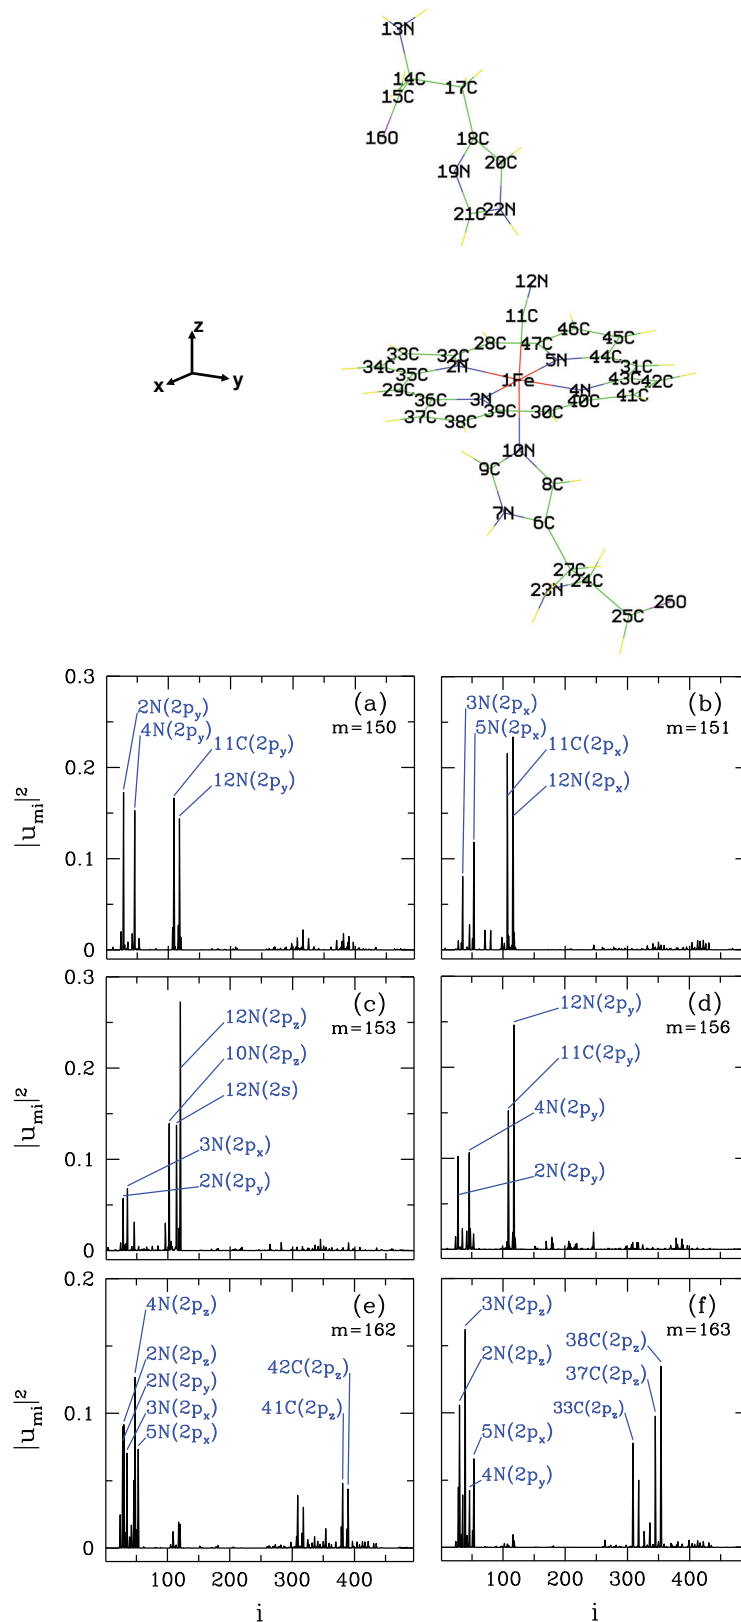 13N
14C
17C
15C
16O
18C
20C
19N
21C
22N
12N
11C
46C
45C
28C
47C
33C
32C
5N
44C
34C
2N
31C
35C
1Fe
43C
42C
29C
4N
36C
3N
40C
41C
37C
39C
30C
38C
z
x
y
10N
9C
8C
7N
6C
27C
24C
23N
26O
25C
0.3
0.2
0.1
0
|u_mi|²
(a)
m=150
2N(2p_y)
4N(2p_y)
11C(2p_y)
12N(2p_y)
(b)
m=151
3N(2p_x)
5N(2p_x)
11C(2p_x)
12N(2p_x)
0.3
0.2
0.1
0
|u_mi|²
(c)
m=153
12N(2p_z)
10N(2p_z)
12N(2s)
3N(2p_x)
2N(2p_y)
(d)
m=156
12N(2p_y)
11C(2p_y)
4N(2p_y)
2N(2p_y)
0.2
0.1
0
|u_mi|²
(e)
m=162
4N(2p_z)
2N(2p_z)
2N(2p_y)
3N(2p_x)
5N(2p_x)
42C(2p_z)
41C(2p_z)
(f)
m=163
3N(2p_z)
2N(2p_z)
5N(2p_x)
4N(2p_y)
38C(2p_z)
37C(2p_z)
33C(2p_z)
100 200 300 400
100 200 300 400
i
i